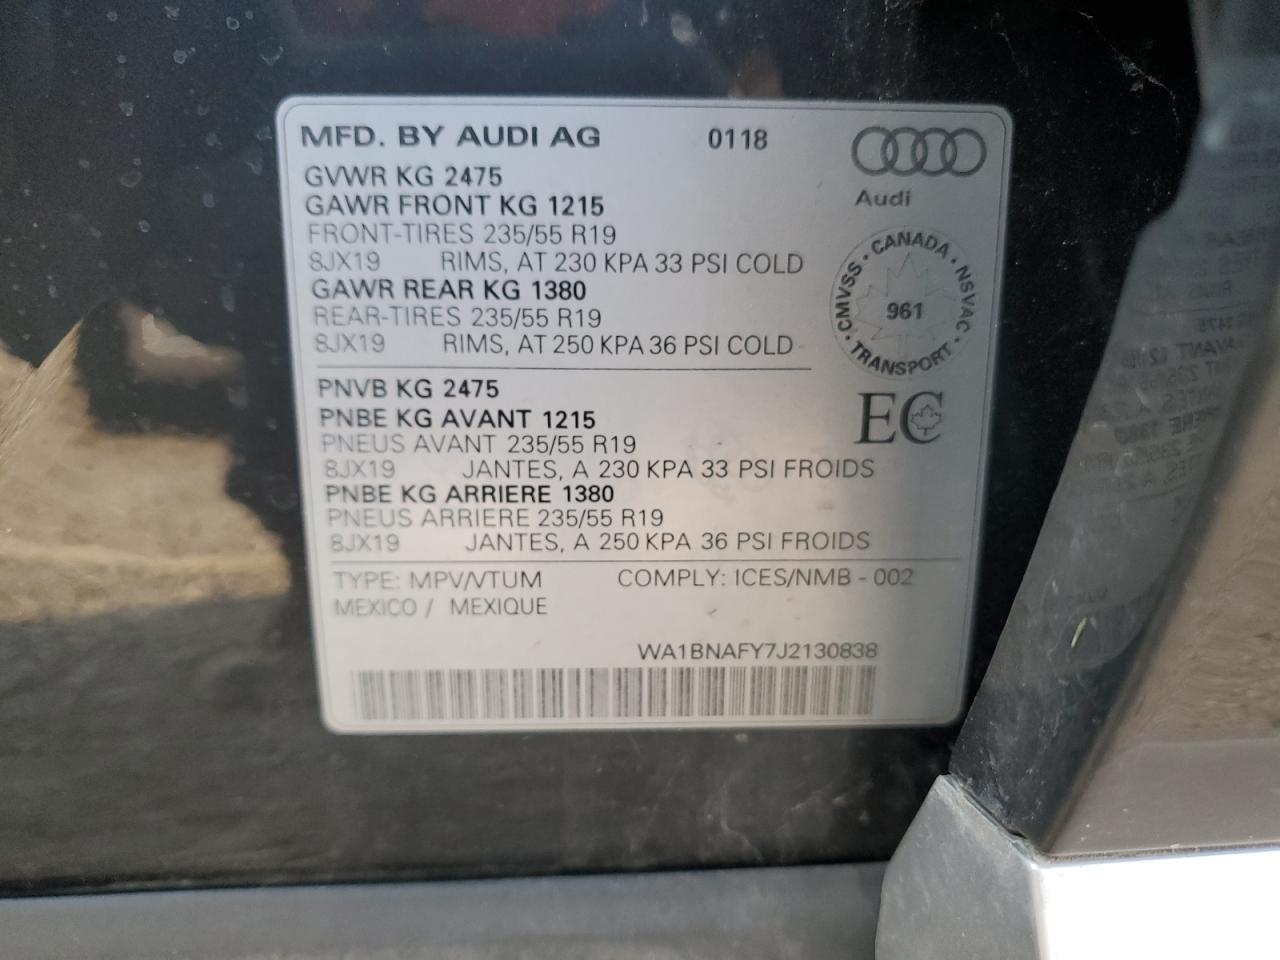 MFD. BY AUDI AG 0118
GVWR KG 2475
GAWR FRONT KG 1215
FRONT-TIRES 235/55 R19
8JX19 RIMS, AT 230 KPA 33 PSI COLD
GAWR REAR KG 1380
REAR-TIRES 235/55 R19
8JX19 RIMS, AT 250 KPA 36 PSI COLD
Audi
CANADA · NSVAC · TRANSPORT · CMVSS ·
961
EC
PNVB KG 2475
PNBE KG AVANT 1215
PNEUS AVANT 235/55 R19
8JX19 JANTES, A 230 KPA 33 PSI FROIDS
PNBE KG ARRIERE 1380
PNEUS ARRIERE 235/55 R19
8JX19 JANTES, A 250 KPA 36 PSI FROIDS
TYPE: MPV/VTUM COMPLY: ICES/NMB - 002
MEXICO / MEXIQUE
WA1BNAFY7J2130838